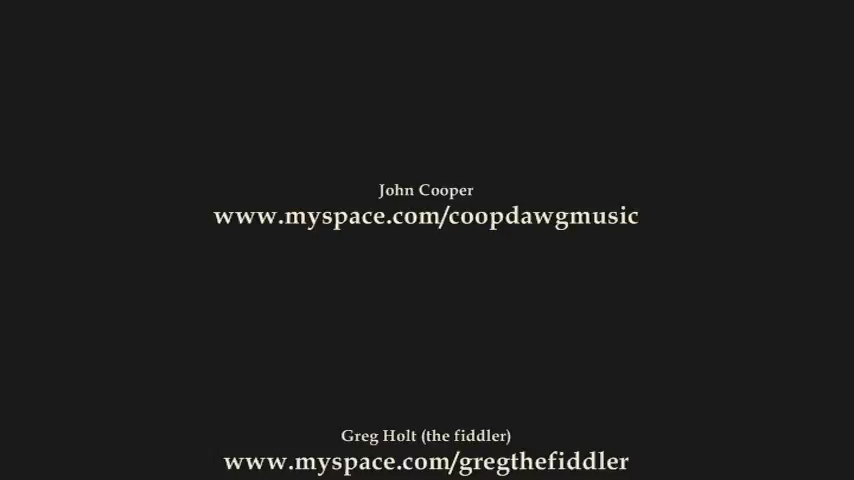 John Cooper
www.myspace.com/coopdawgmusic
Greg Holt (the fiddler)
www.myspace.com/gregthefiddler